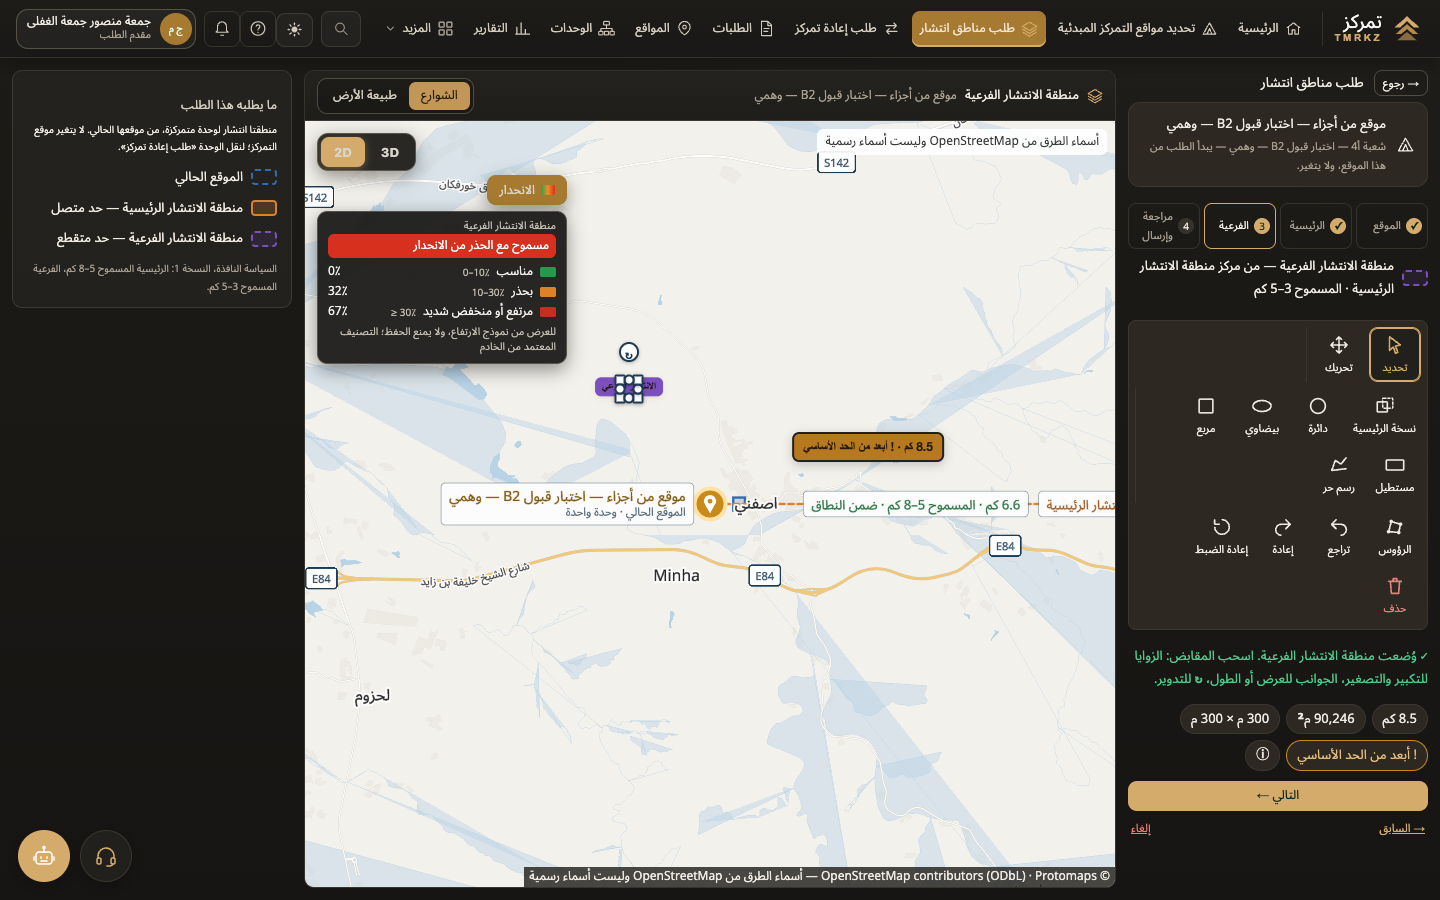 تمركز
TMRKZ
الرئيسية
تحديد مواقع التمركز المبدئية
طلب مناطق انتشار
طلب إعادة تمركز
الطلبات
المواقع
الوحدات
التقارير
المزيد
جمعة منصور جمعة الغفلى
مقدم الطلب
ج م
→ رجوع
طلب مناطق انتشار
موقع من أجزاء — اختبار قبول B2 — وهمي
شعبة 4أ — اختبار قبول B2 — وهمي — يبدأ الطلب من
هذا الموقع، ولا يتغير.
✓ الموقع
✓ الرئيسية
3 الفرعية
4 مراجعة
وإرسال
منطقة الانتشار الفرعية — من مركز منطقة الانتشار
الرئيسية · المسموح 3–5 كم
تحديد
تحريك
نسخة الرئيسية
دائرة
بيضاوي
مربع
مستطيل
رسم حر
الرؤوس
تراجع
إعادة
إعادة الضبط
حذف
✓ وُضعت منطقة الانتشار الفرعية. اسحب المقابض: الزوايا
للتكبير والتصغير، الجوانب للعرض أو الطول، ↻ للتدوير.
8.5 كم
90,246 م²
300 م × 300 م
! أبعد من الحد الأساسي
التالي ←
→ السابق
إلغاء
منطقة الانتشار الفرعية موقع من أجزاء — اختبار قبول B2 — وهمي
الشوارع
طبيعة الأرض
أسماء الطرق من OpenStreetMap وليست أسماء رسمية
2D
3D
S142
S142
ق خورفكان
الانحدار
منطقة الانتشار الفرعية
مسموح مع الحذر من الانحدار
مناسب 0–10٪ 0٪
بحذر 10–30٪ 32٪
مرتفع أو منخفض شديد ≥ 30٪ 67٪
للعرض من نموذج الارتفاع، ولا يمنع الحفظ؛ التصنيف
المعتمد من الخادم
8.5 كم · ! أبعد من الحد الأساسي
موقع من أجزاء — اختبار قبول B2 — وهمي
الموقع الحالي · وحدة واحدة
اصفني
6.6 كم · المسموح 5–8 كم · ضمن النطاق
تشار الرئيسية
E84
E84
E84
شارع الشيخ خليفة بن زايد
Minha
لحزوم
© OpenStreetMap contributors (ODbL) · Protomaps — أسماء الطرق من OpenStreetMap وليست أسماء رسمية
ما يطلبه هذا الطلب
منطقتا انتشار لوحدة متمركزة، من موقعها الحالي. لا يتغير موقع
التمركز؛ لنقل الوحدة «طلب إعادة تمركز».
الموقع الحالي
منطقة الانتشار الرئيسية — حد متصل
منطقة الانتشار الفرعية — حد متقطع
السياسة النافذة، النسخة 1: الرئيسية المسموح 5–8 كم، الفرعية
المسموح 3–5 كم.